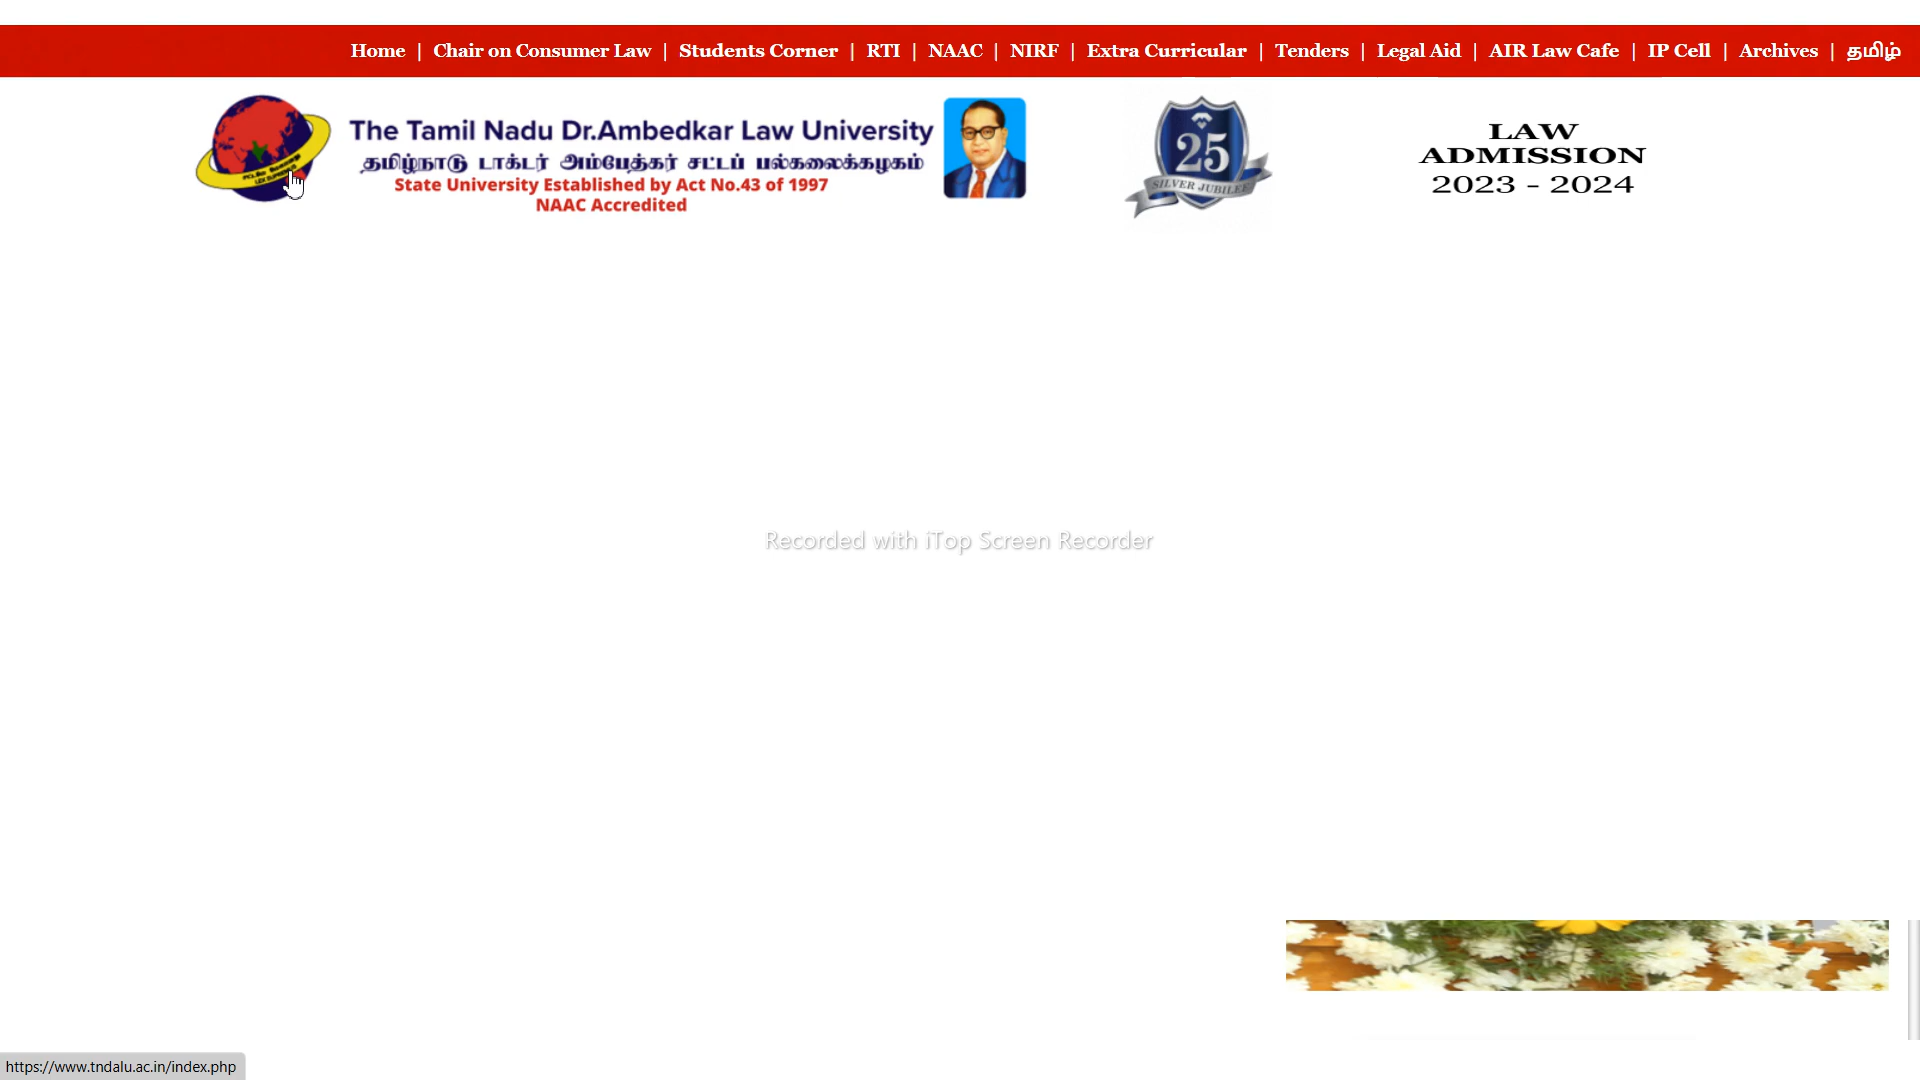 Home | Chair on Consumer Law | Students Corner | RTI | NAAC | NIRF | Extra Curricular | Tenders | Legal Aid | AIR Law Cafe | IP Cell | Archives | தமிழ்
The Tamil Nadu Dr.Ambedkar Law University
தமிழ்நாடு டாக்டர் அம்பேத்கர் சட்டப் பல்கலைக்கழகம்
State University Established by Act No.43 of 1997
NAAC Accredited
25
SILVER JUBILEE
LAW
ADMISSION
2023 - 2024
Recorded with iTop Screen Recorder
https://www.tndalu.ac.in/index.php